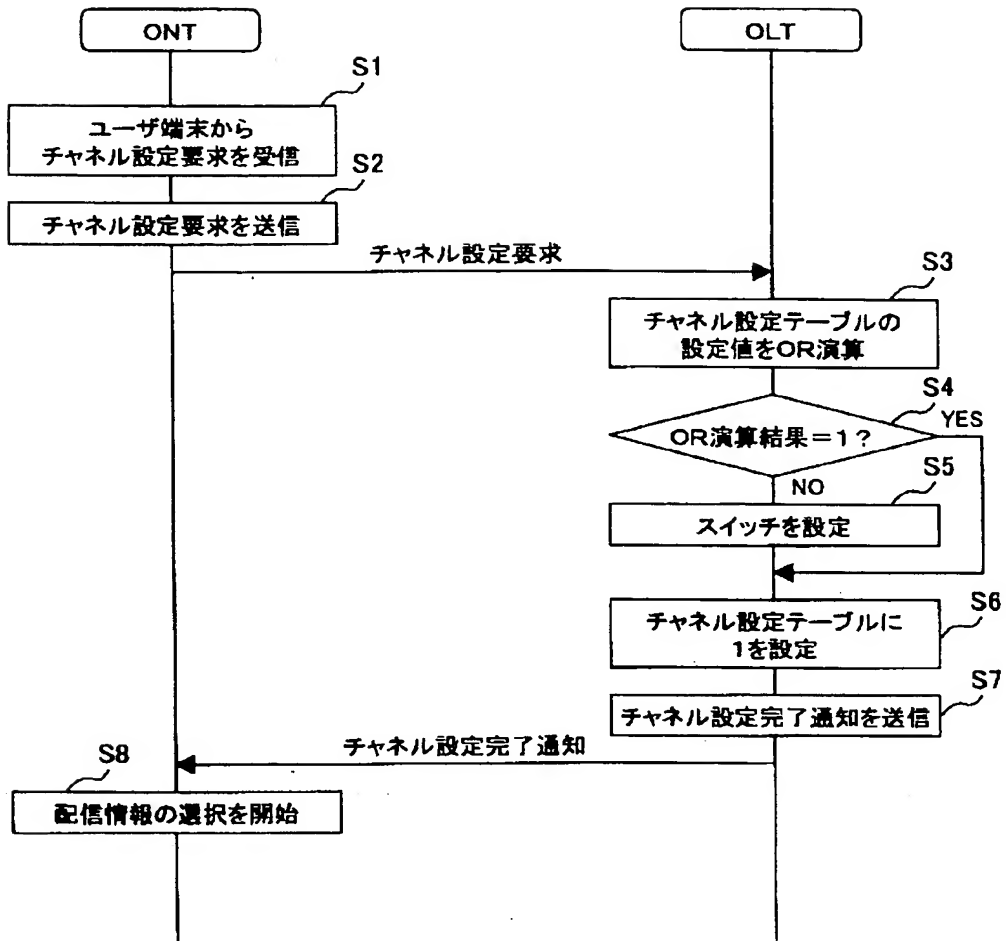 ONT
OLT
S1
ユーザ端末から
チャネル設定要求を受信
S2
チャネル設定要求を送信
チャネル設定要求
S3
チャネル設定テーブルの
設定値をOR演算
S4
OR演算結果=1?
YES
NO
S5
スイッチを設定
S6
チャネル設定テーブルに
1を設定
S7
チャネル設定完了通知を送信
チャネル設定完了通知
S8
配信情報の選択を開始